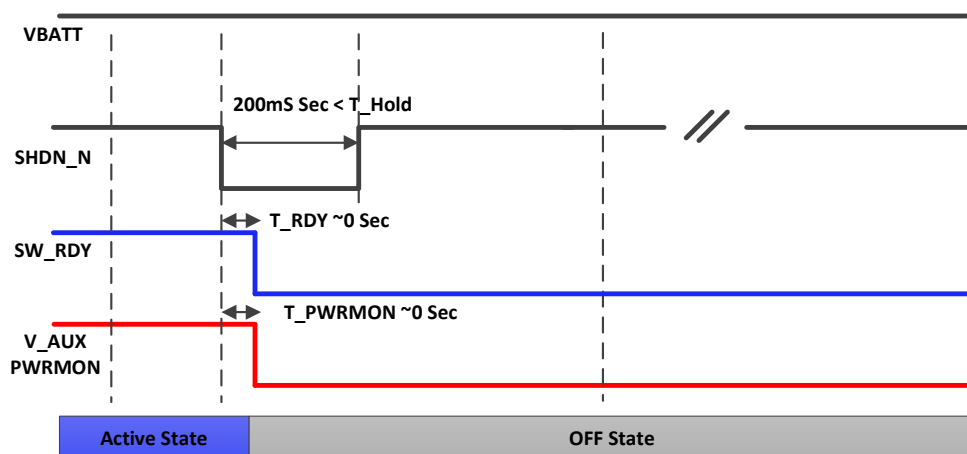 VBATT
200mS Sec < T_Hold
SHDN_N
T_RDY ~0 Sec
SW_RDY
T_PWRMON ~0 Sec
V_AUX
PWRMON
Active State
OFF State